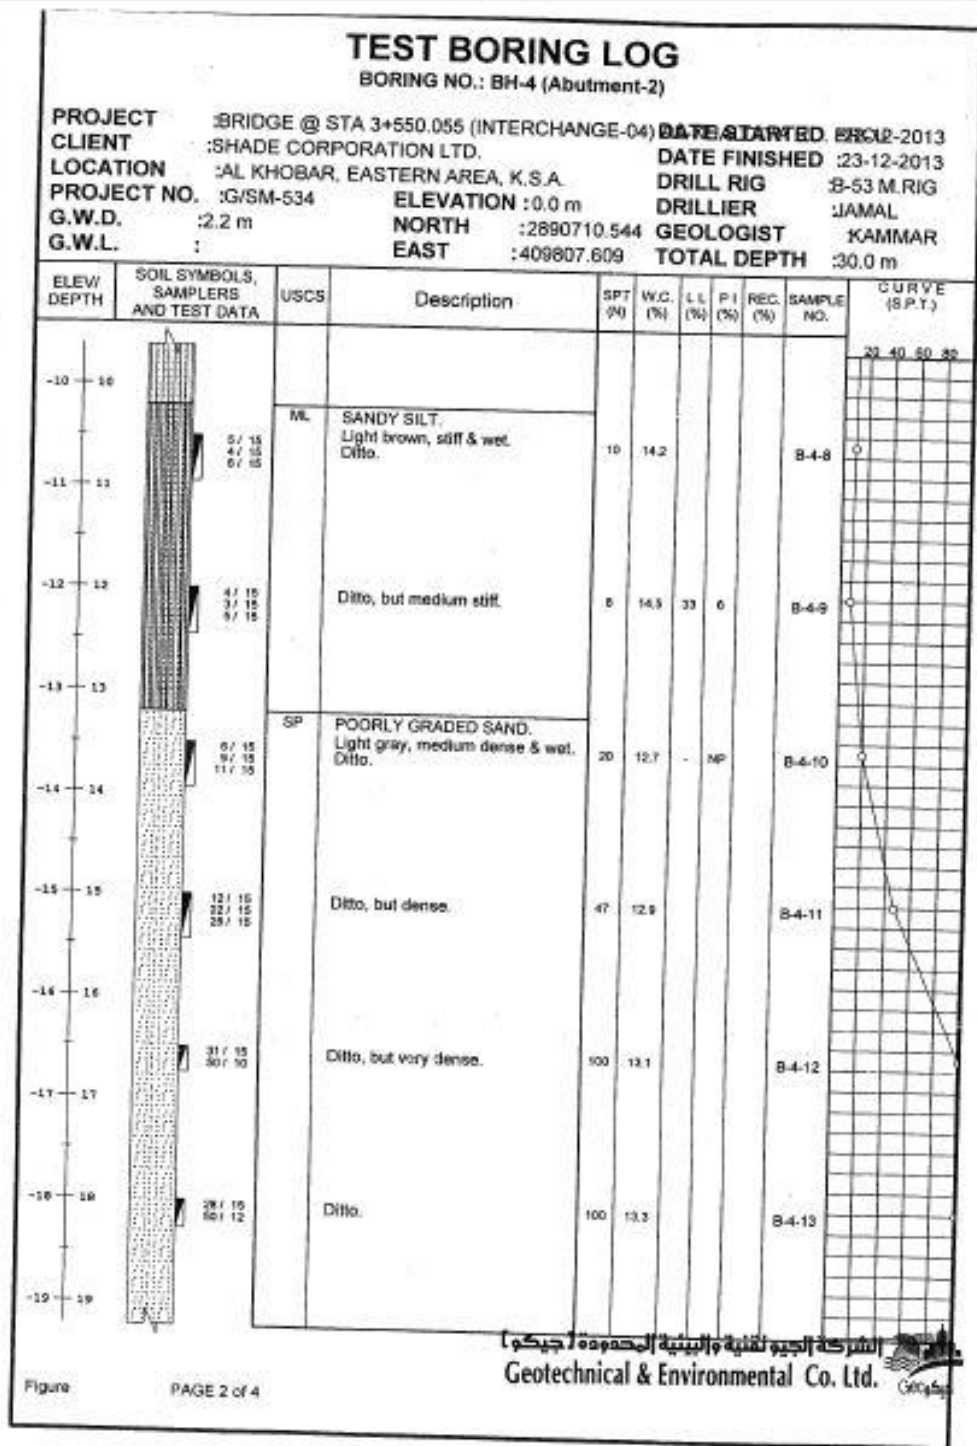 TEST BORING LOG
BORING NO.: BH-4 (Abutment-2)
PROJECT :BRIDGE @ STA 3+550.055 (INTERCHANGE-04) DATE STARTED 2-2013
CLIENT :SHADE CORPORATION LTD. DATE FINISHED :23-12-2013
LOCATION :AL KHOBAR, EASTERN AREA, K.S.A. DRILL RIG :B-53 M.RIG
PROJECT NO. :G/SM-534 ELEVATION :0.0 m DRILLIER :JAMAL
G.W.D. :2.2 m NORTH :2890710.544 GEOLOGIST :KAMMAR
G.W.L. : EAST :409807.609 TOTAL DEPTH :30.0 m
ELEV/ DEPTH SOIL SYMBOLS, SAMPLERS AND TEST DATA USCS Description SPT (N) W.C. (%) LL (%) PI (%) REC. (%) SAMPLE NO. CURVE (S.P.T.)
20 40 60 80
-10 10
ML SANDY SILT.
Light brown, stiff & wet.
5/ 15 Ditto. 10 14.2 B-4-8
4/ 15
6/ 15
-11 11
-12 12
4/ 15 Ditto, but medium stiff. 8 14.5 33 6 B-4-9
3/ 15
5/ 15
-13 13
SP POORLY GRADED SAND.
Light gray, medium dense & wet.
6/ 15 Ditto. 20 12.7 - NP B-4-10
9/ 15
11/ 15
-14 14
-15 15
12/ 15 Ditto, but dense. 47 12.9 B-4-11
22/ 15
25/ 15
-16 16
31/ 15 Ditto, but very dense. 100 13.1 B-4-12
50/ 10
-17 17
-18 18
28/ 15 Ditto. 100 13.3 B-4-13
50/ 12
-19 19
الشركة الجيوتقنية والبيئية المحدودة (جيكو)
Geotechnical & Environmental Co. Ltd.
Figure PAGE 2 of 4